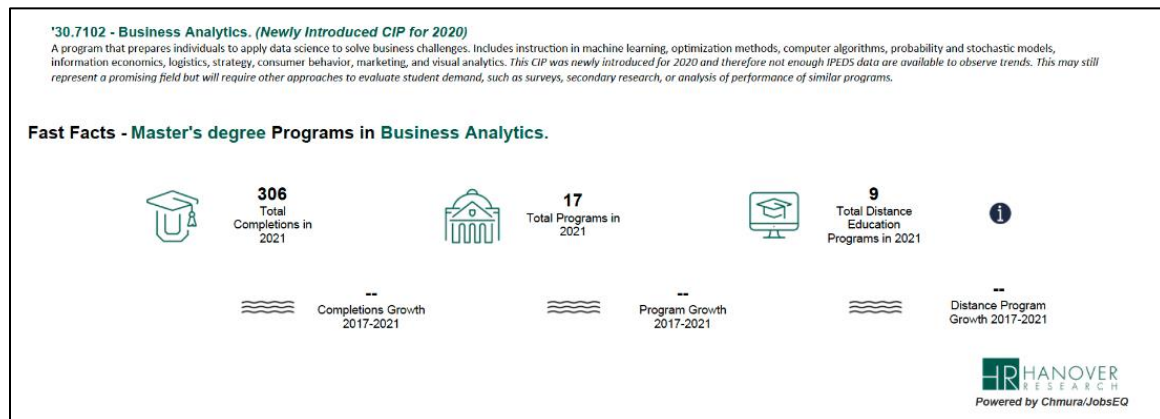 '30.7102 - Business Analytics. (Newly Introduced CIP for 2020)
A program that prepares individuals to apply data science to solve business challenges. Includes instruction in machine learning, optimization methods, computer algorithms, probability and stochastic models,
information economics, logistics, strategy, consumer behavior, marketing, and visual analytics. This CIP was newly introduced for 2020 and therefore not enough IPEDS data are available to observe trends. This may still
represent a promising field but will require other approaches to evaluate student demand, such as surveys, secondary research, or analysis of performance of similar programs.
Fast Facts - Master's degree Programs in Business Analytics.
306
Total
Completions in
2021
17
Total Programs in
2021
9
Total Distance
Education
Programs in 2021
i
--
Completions Growth
2017-2021
--
Program Growth
2017-2021
--
Distance Program
Growth 2017-2021
HR HANOVER
RESEARCH
Powered by Chmura/JobsEQ